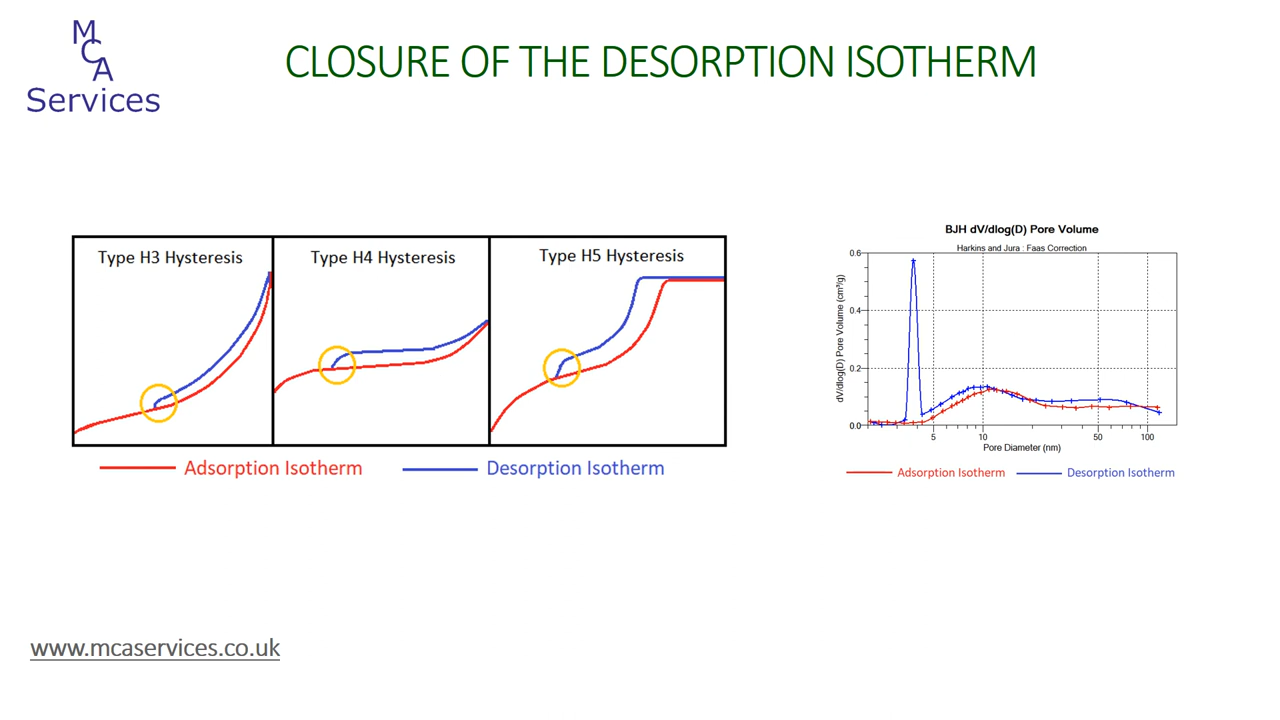 M
C
A
Services
CLOSURE OF THE DESORPTION ISOTHERM
Type H3 Hysteresis
Type H4 Hysteresis
Type H5 Hysteresis
Adsorption Isotherm
Desorption Isotherm
BJH dV/dlog(D) Pore Volume
Harkins and Jura : Faas Correction
dV/dlog(D) Pore Volume (cm³/g)
0.6
0.4
0.2
0.0
5
10
50
100
Pore Diameter (nm)
Adsorption Isotherm
Desorption Isotherm
www.mcaservices.co.uk